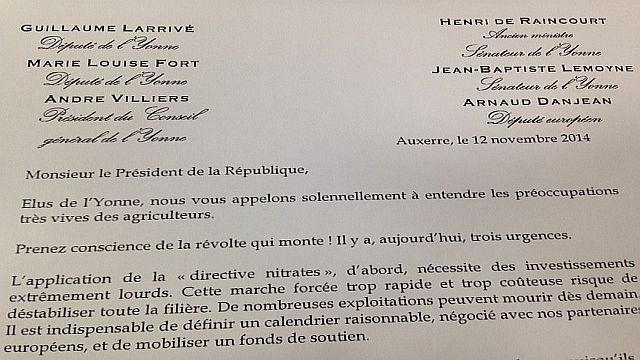 GUILLAUME LARRIVÉ
Député de l'Yonne
MARIE LOUISE FORT
Député de l'Yonne
ANDRE VILLIERS
Président du Conseil
général de l'Yonne
HENRI DE RAINCOURT
Ancien ministre
Sénateur de l'Yonne
JEAN-BAPTISTE LEMOYNE
Sénateur de l'Yonne
ARNAUD DANJEAN
Député européen
Auxerre, le 12 novembre 2014
Monsieur le Président de la République,
Elus de l'Yonne, nous vous appelons solennellement à entendre les préoccupations
très vives des agriculteurs.
Prenez conscience de la révolte qui monte ! Il y a, aujourd'hui, trois urgences.
L'application de la « directive nitrates », d'abord, nécessite des investissements
extrêmement lourds. Cette marche forcée trop rapide et trop coûteuse risque de
déstabiliser toute la filière. De nombreuses exploitations peuvent mourir dès demain.
Il est indispensable de définir un calendrier raisonnable, négocié avec nos partenaires
européens, et de mobiliser un fonds de soutien.